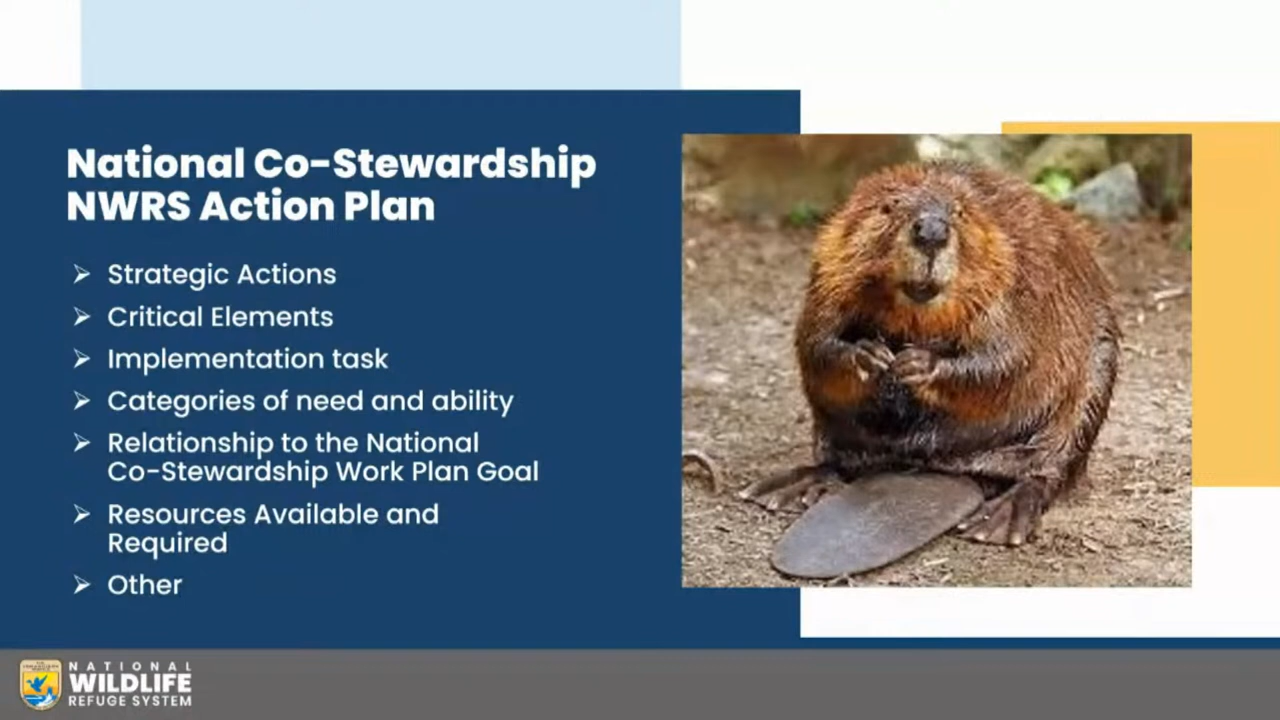 National Co-Stewardship
NWRS Action Plan
➢ Strategic Actions
➢ Critical Elements
➢ Implementation task
➢ Categories of need and ability
➢ Relationship to the National
Co-Stewardship Work Plan Goal
➢ Resources Available and
Required
➢ Other
NATIONAL
WILDLIFE
REFUGE SYSTEM